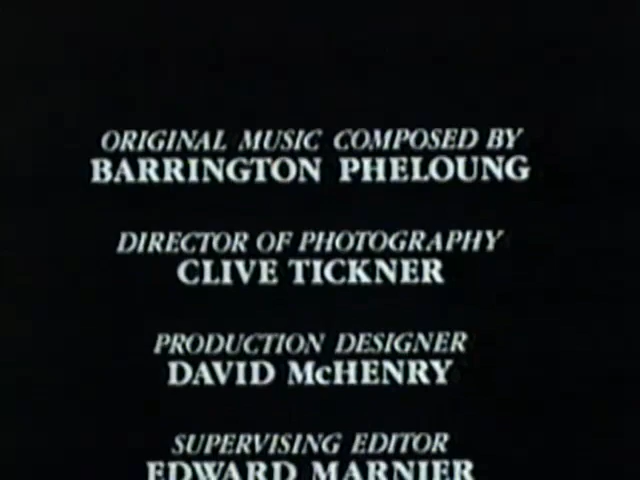 ORIGINAL MUSIC COMPOSED BY
BARRINGTON PHELOUNG
DIRECTOR OF PHOTOGRAPHY
CLIVE TICKNER
PRODUCTION DESIGNER
DAVID McHENRY
SUPERVISING EDITOR
EDWARD MARNIER